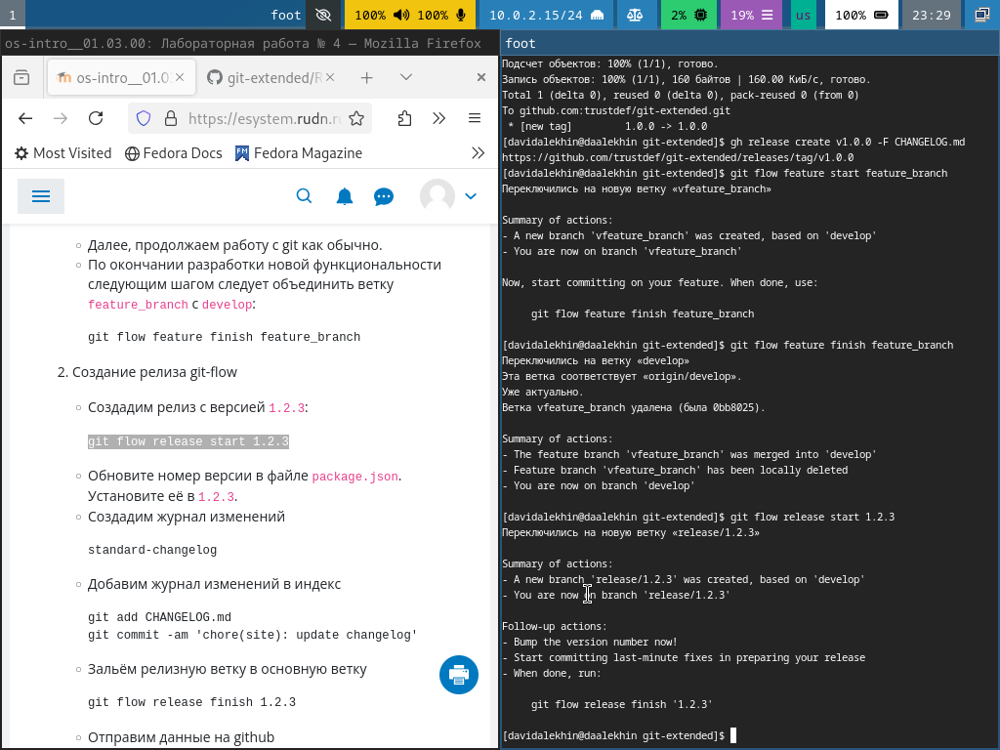 1
foot
100%
100%
10.0.2.15/24
2%
19%
us
100%
23:29
os-intro__01.03.00: Лабораторная работа № 4 — Mozilla Firefox
os-intro__01.0
git-extended/R
https://esystem.rudn.r
Most Visited
Fedora Docs
Fedora Magazine
Далее, продолжаем работу с git как обычно.
По окончании разработки новой функциональности
следующим шагом следует объединить ветку
feature_branch с develop:
git flow feature finish feature_branch
2. Создание релиза git-flow
Создадим релиз с версией 1.2.3:
git flow release start 1.2.3
Обновите номер версии в файле package.json.
Установите её в 1.2.3.
Создадим журнал изменений
standard-changelog
Добавим журнал изменений в индекс
git add CHANGELOG.md
git commit -am 'chore(site): update changelog'
Зальём релизную ветку в основную ветку
git flow release finish 1.2.3
Отправим данные на github
foot
Подсчет объектов: 100% (1/1), готово.
Запись объектов: 100% (1/1), 160 байтов | 160.00 КиБ/с, готово.
Total 1 (delta 0), reused 0 (delta 0), pack-reused 0 (from 0)
To github.com:trustdef/git-extended.git
* [new tag] 1.0.0 -> 1.0.0
[davidalekhin@daalekhin git-extended]$ gh release create v1.0.0 -F CHANGELOG.md
https://github.com/trustdef/git-extended/releases/tag/v1.0.0
[davidalekhin@daalekhin git-extended]$ git flow feature start feature_branch
Переключились на новую ветку «vfeature_branch»
Summary of actions:
- A new branch 'vfeature_branch' was created, based on 'develop'
- You are now on branch 'vfeature_branch'
Now, start committing on your feature. When done, use:
git flow feature finish feature_branch
[davidalekhin@daalekhin git-extended]$ git flow feature finish feature_branch
Переключились на ветку «develop»
Эта ветка соответствует «origin/develop».
Уже актуально.
Ветка vfeature_branch удалена (была 0bb8025).
Summary of actions:
- The feature branch 'vfeature_branch' was merged into 'develop'
- Feature branch 'vfeature_branch' has been locally deleted
- You are now on branch 'develop'
[davidalekhin@daalekhin git-extended]$ git flow release start 1.2.3
Переключились на новую ветку «release/1.2.3»
Summary of actions:
- A new branch 'release/1.2.3' was created, based on 'develop'
- You are now on branch 'release/1.2.3'
Follow-up actions:
- Bump the version number now!
- Start committing last-minute fixes in preparing your release
- When done, run:
git flow release finish '1.2.3'
[davidalekhin@daalekhin git-extended]$